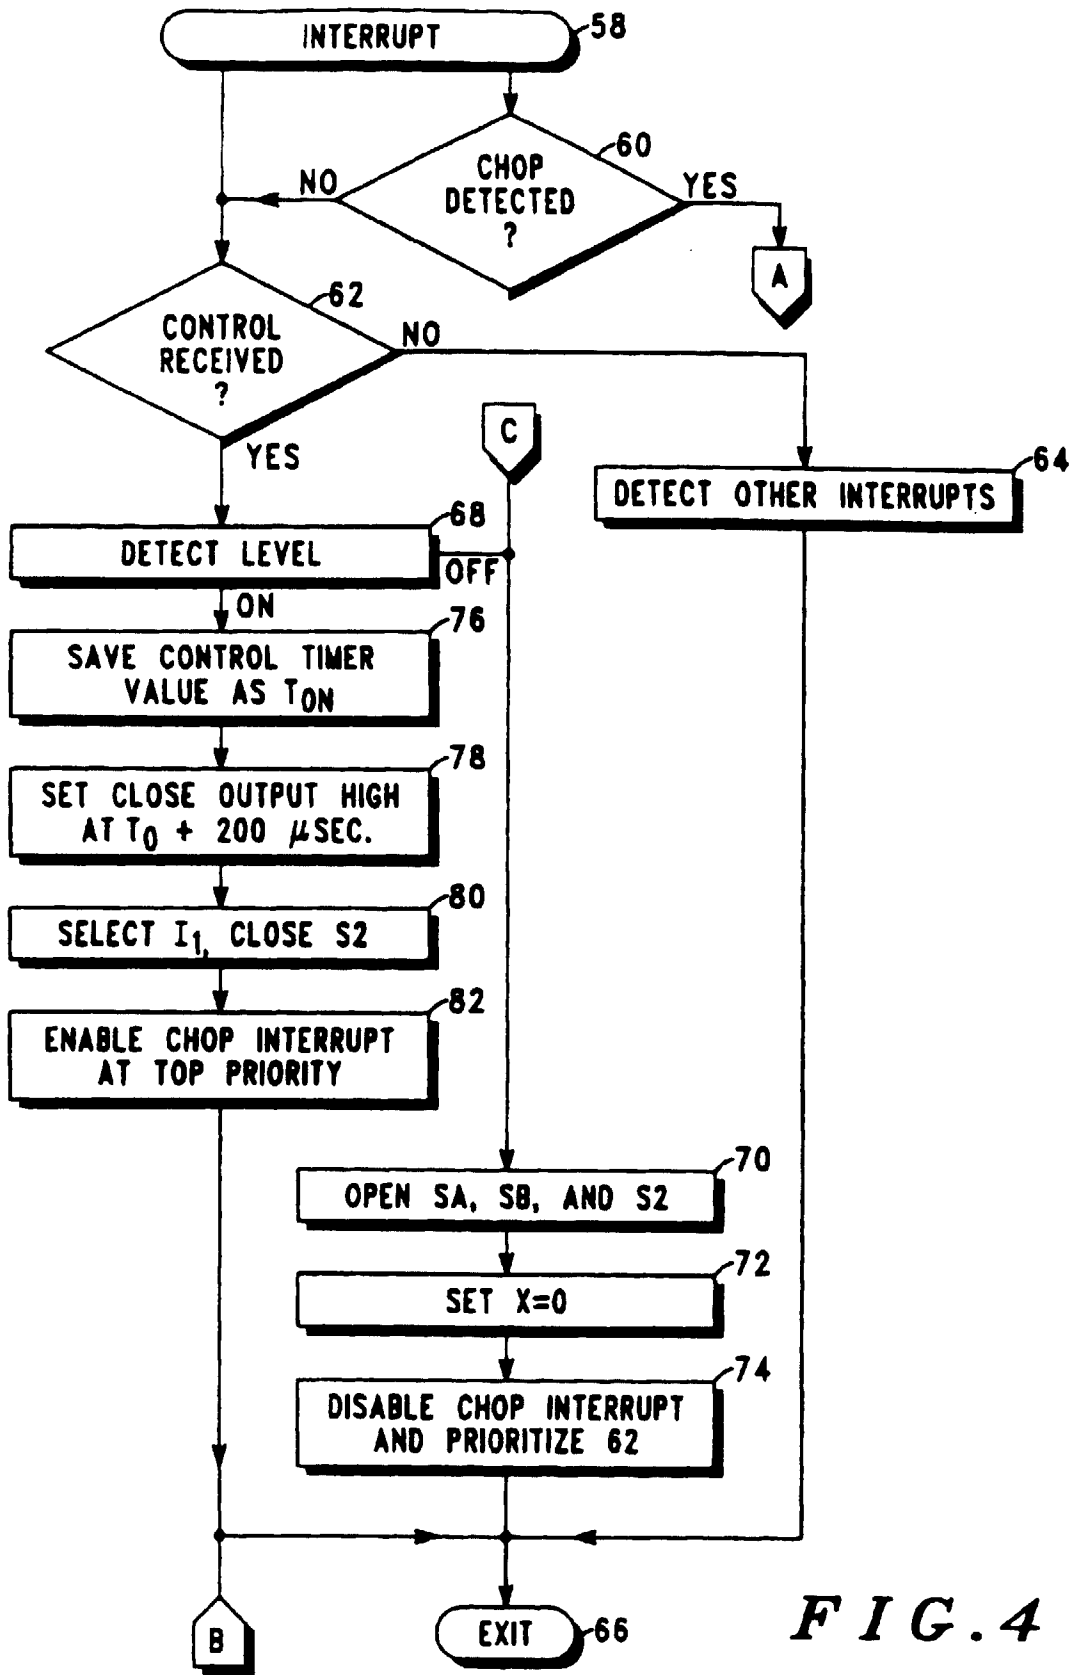 INTERRUPT
58
60
CHOP
DETECTED
?
NO
YES
A
62
CONTROL
RECEIVED
?
NO
YES
C
64
DETECT OTHER INTERRUPTS
68
DETECT LEVEL
OFF
ON
76
SAVE CONTROL TIMER
VALUE AS TON
78
SET CLOSE OUTPUT HIGH
AT T0 + 200 μSEC.
80
SELECT I1, CLOSE S2
82
ENABLE CHOP INTERRUPT
AT TOP PRIORITY
70
OPEN SA, SB, AND S2
72
SET X=0
74
DISABLE CHOP INTERRUPT
AND PRIORITIZE 62
B
EXIT
66
FIG.4